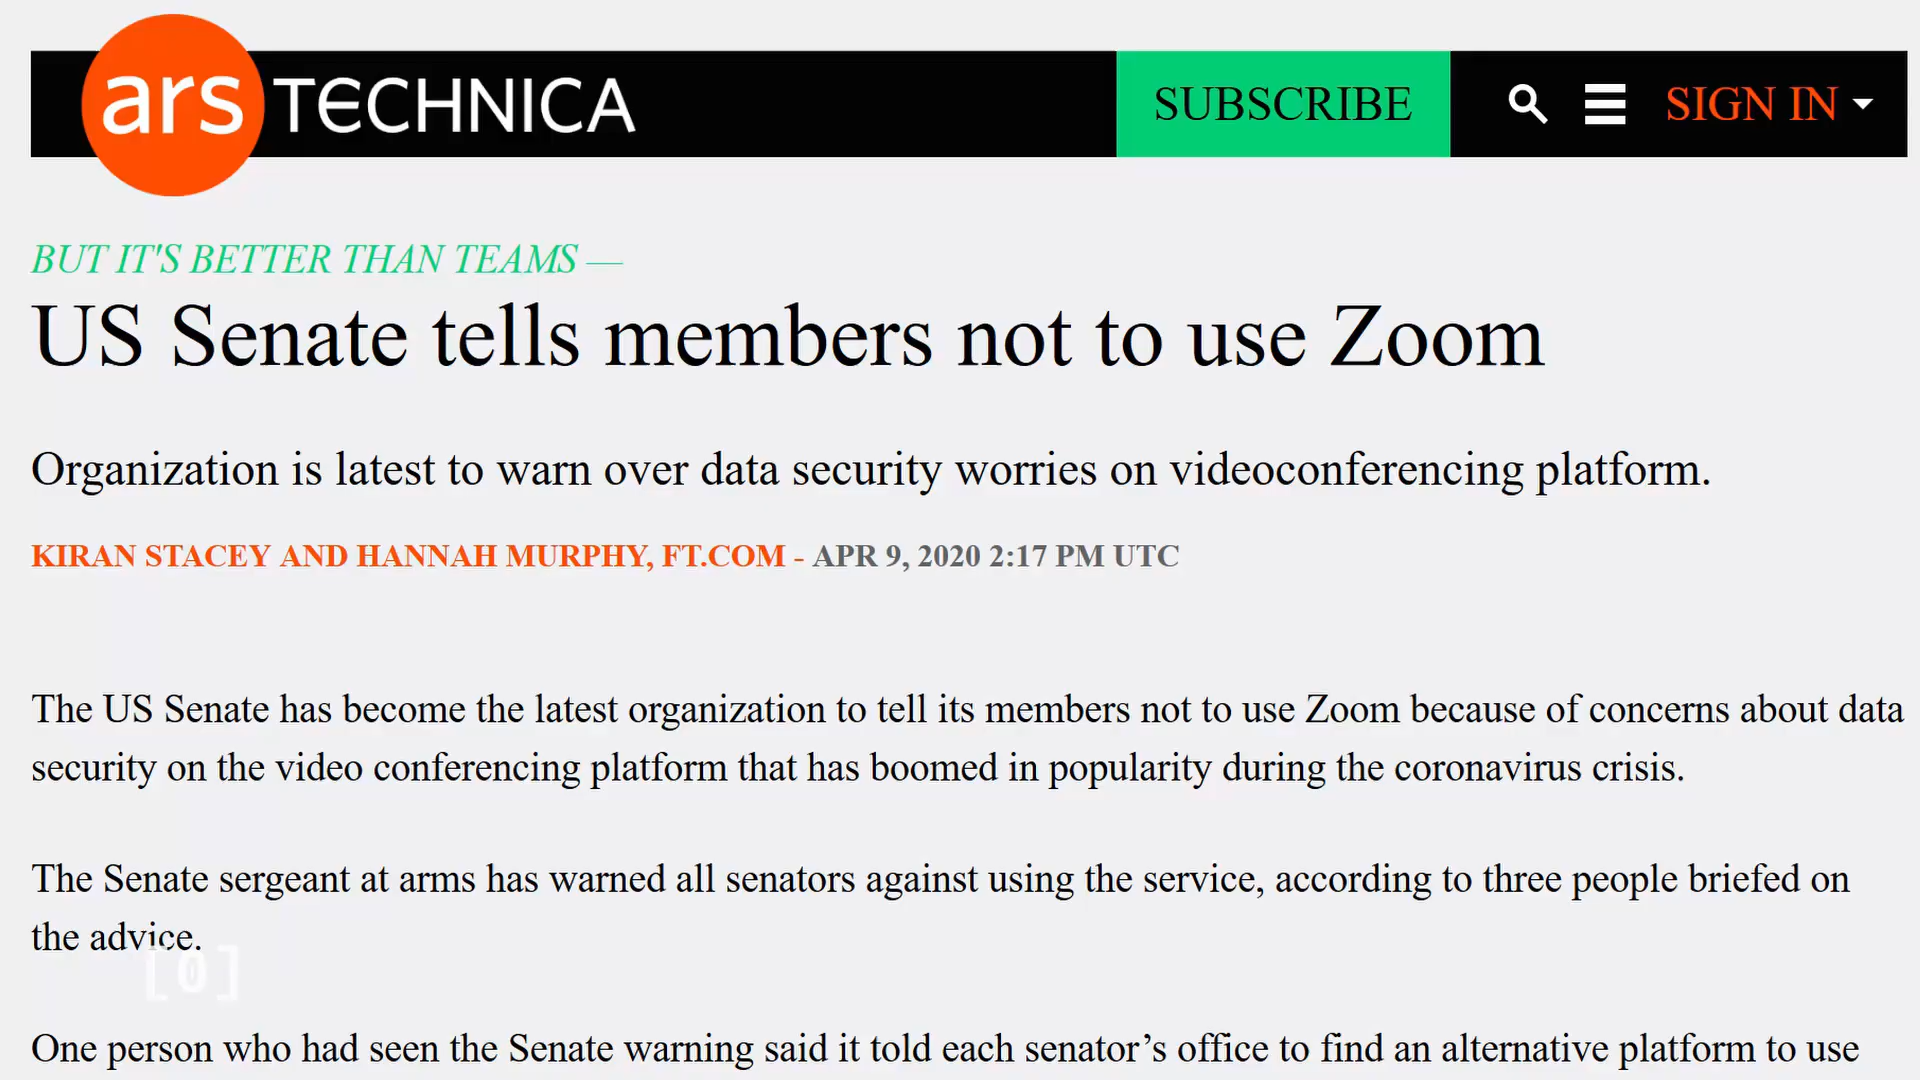 ars TECHNICA
SUBSCRIBE
SIGN IN
BUT IT'S BETTER THAN TEAMS —
US Senate tells members not to use Zoom
Organization is latest to warn over data security worries on videoconferencing platform.
KIRAN STACEY AND HANNAH MURPHY, FT.COM - APR 9, 2020 2:17 PM UTC
The US Senate has become the latest organization to tell its members not to use Zoom because of concerns about data
security on the video conferencing platform that has boomed in popularity during the coronavirus crisis.
The Senate sergeant at arms has warned all senators against using the service, according to three people briefed on
the advice.
[0]
One person who had seen the Senate warning said it told each senator’s office to find an alternative platform to use